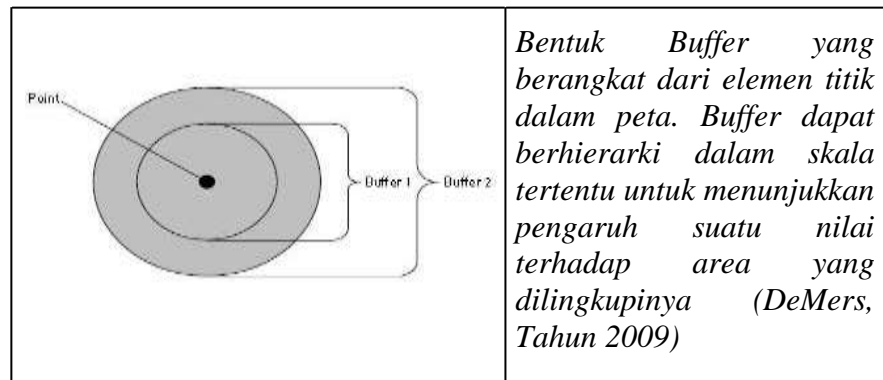 Point
Buffer 1
Buffer 2
Bentuk Buffer yang
berangkat dari elemen titik
dalam peta. Buffer dapat
berhierarki dalam skala
tertentu untuk menunjukkan
pengaruh suatu nilai
terhadap area yang
dilingkupinya (DeMers,
Tahun 2009)